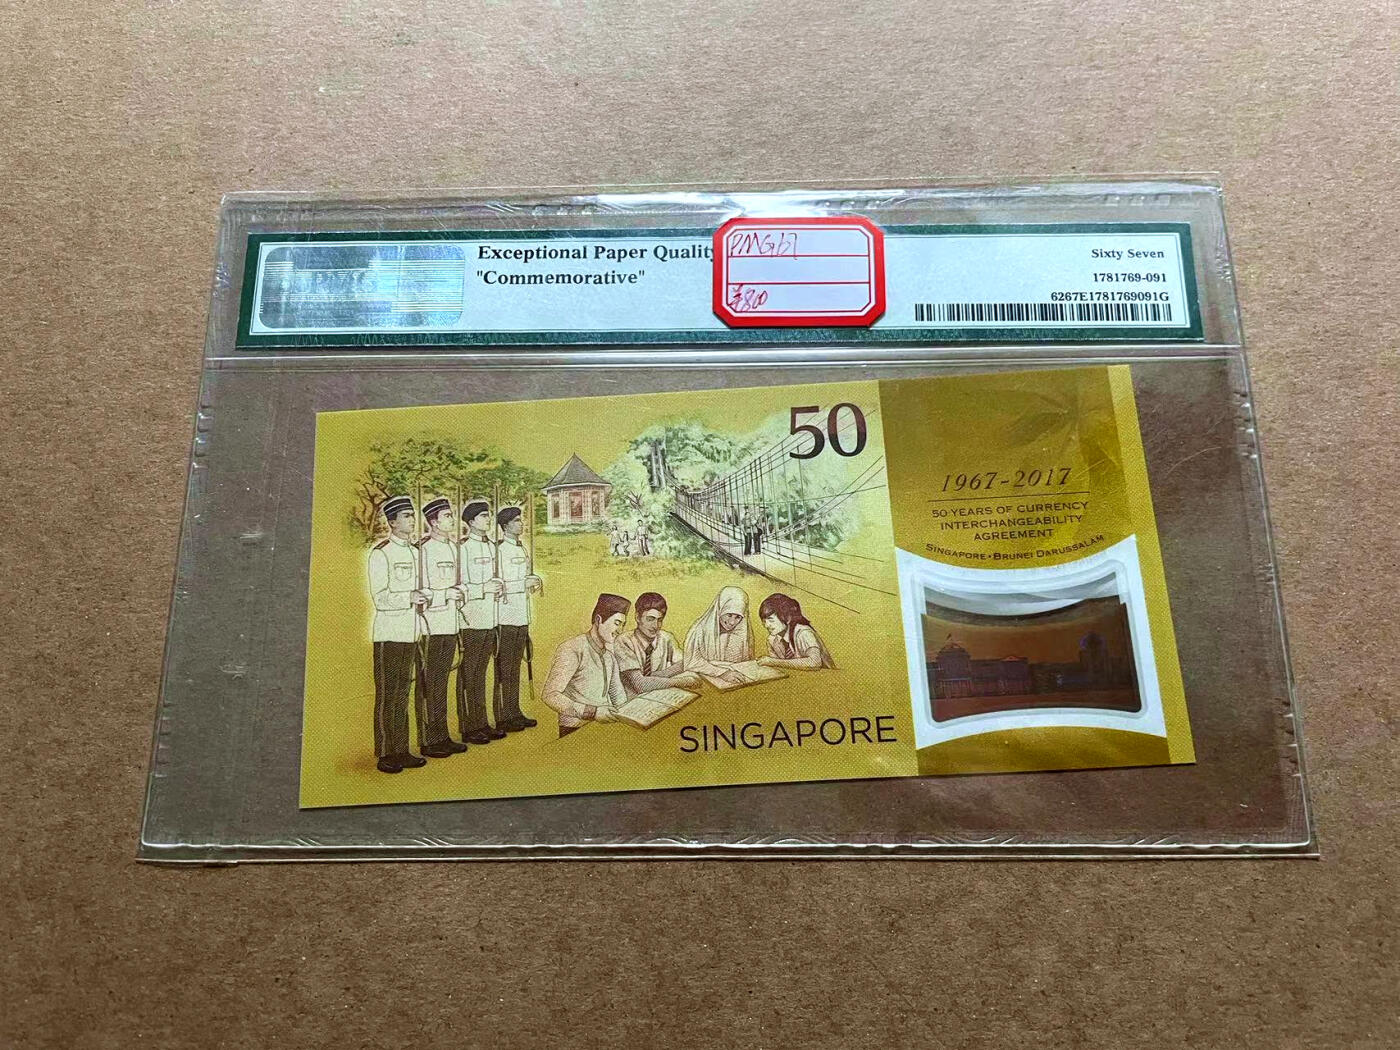 Exceptional Paper Quality
"Commemorative"
PMG67
¥800
Sixty Seven
1781769-091
6267E1781769091G
50
1967-2017
50 YEARS OF CURRENCY
INTERCHANGEABILITY
AGREEMENT
SINGAPORE • BRUNEI DARUSSALAM
SINGAPORE